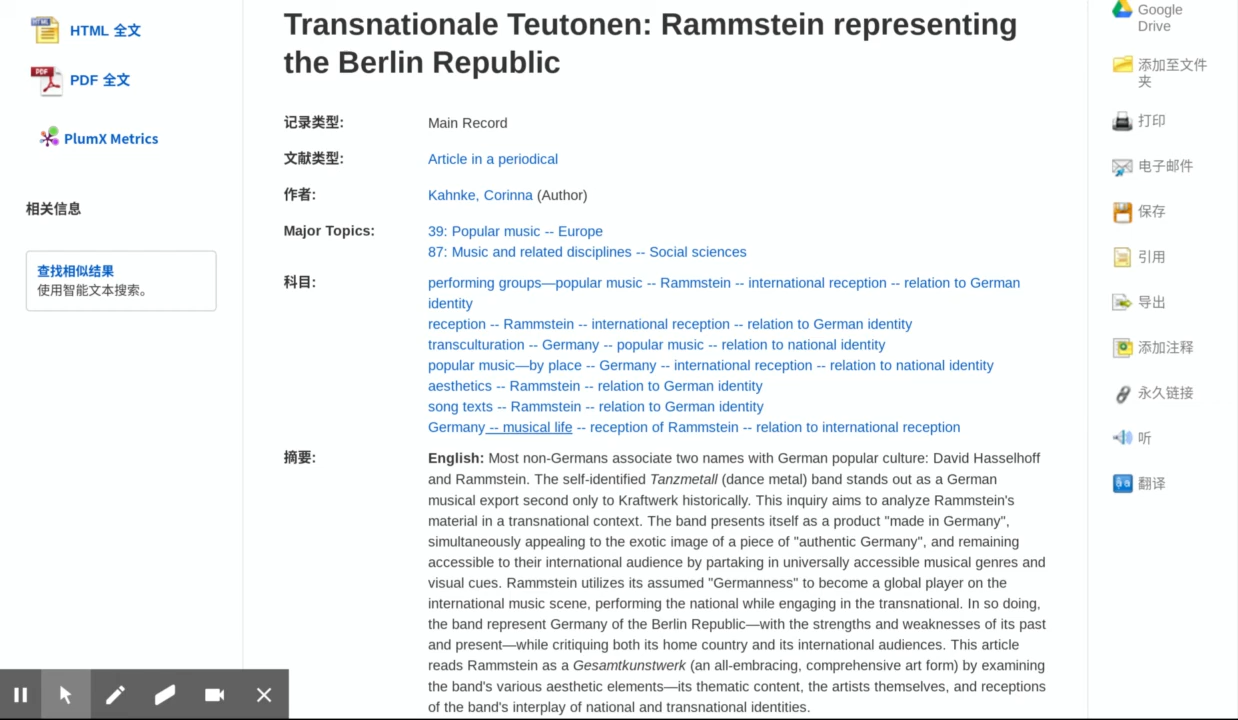 HTML 全文
PDF 全文
PlumX Metrics
相关信息
查找相似结果
使用智能文本搜索。
Transnationale Teutonen: Rammstein representing
the Berlin Republic
记录类型: Main Record
文献类型: Article in a periodical
作者: Kahnke, Corinna (Author)
Major Topics: 39: Popular music -- Europe
87: Music and related disciplines -- Social sciences
科目: performing groups—popular music -- Rammstein -- international reception -- relation to German
identity
reception -- Rammstein -- international reception -- relation to German identity
transculturation -- Germany -- popular music -- relation to national identity
popular music—by place -- Germany -- international reception -- relation to national identity
aesthetics -- Rammstein -- relation to German identity
song texts -- Rammstein -- relation to German identity
Germany -- musical life -- reception of Rammstein -- relation to international reception
摘要: English: Most non-Germans associate two names with German popular culture: David Hasselhoff
and Rammstein. The self-identified Tanzmetall (dance metal) band stands out as a German
musical export second only to Kraftwerk historically. This inquiry aims to analyze Rammstein's
material in a transnational context. The band presents itself as a product "made in Germany",
simultaneously appealing to the exotic image of a piece of "authentic Germany", and remaining
accessible to their international audience by partaking in universally accessible musical genres and
visual cues. Rammstein utilizes its assumed "Germanness" to become a global player on the
international music scene, performing the national while engaging in the transnational. In so doing,
the band represent Germany of the Berlin Republic—with the strengths and weaknesses of its past
and present—while critiquing both its home country and its international audiences. This article
reads Rammstein as a Gesamtkunstwerk (an all-embracing, comprehensive art form) by examining
the band's various aesthetic elements—its thematic content, the artists themselves, and receptions
of the band's interplay of national and transnational identities.
Google
Drive
添加至文件
夹
打印
电子邮件
保存
引用
导出
添加注释
永久链接
听
翻译